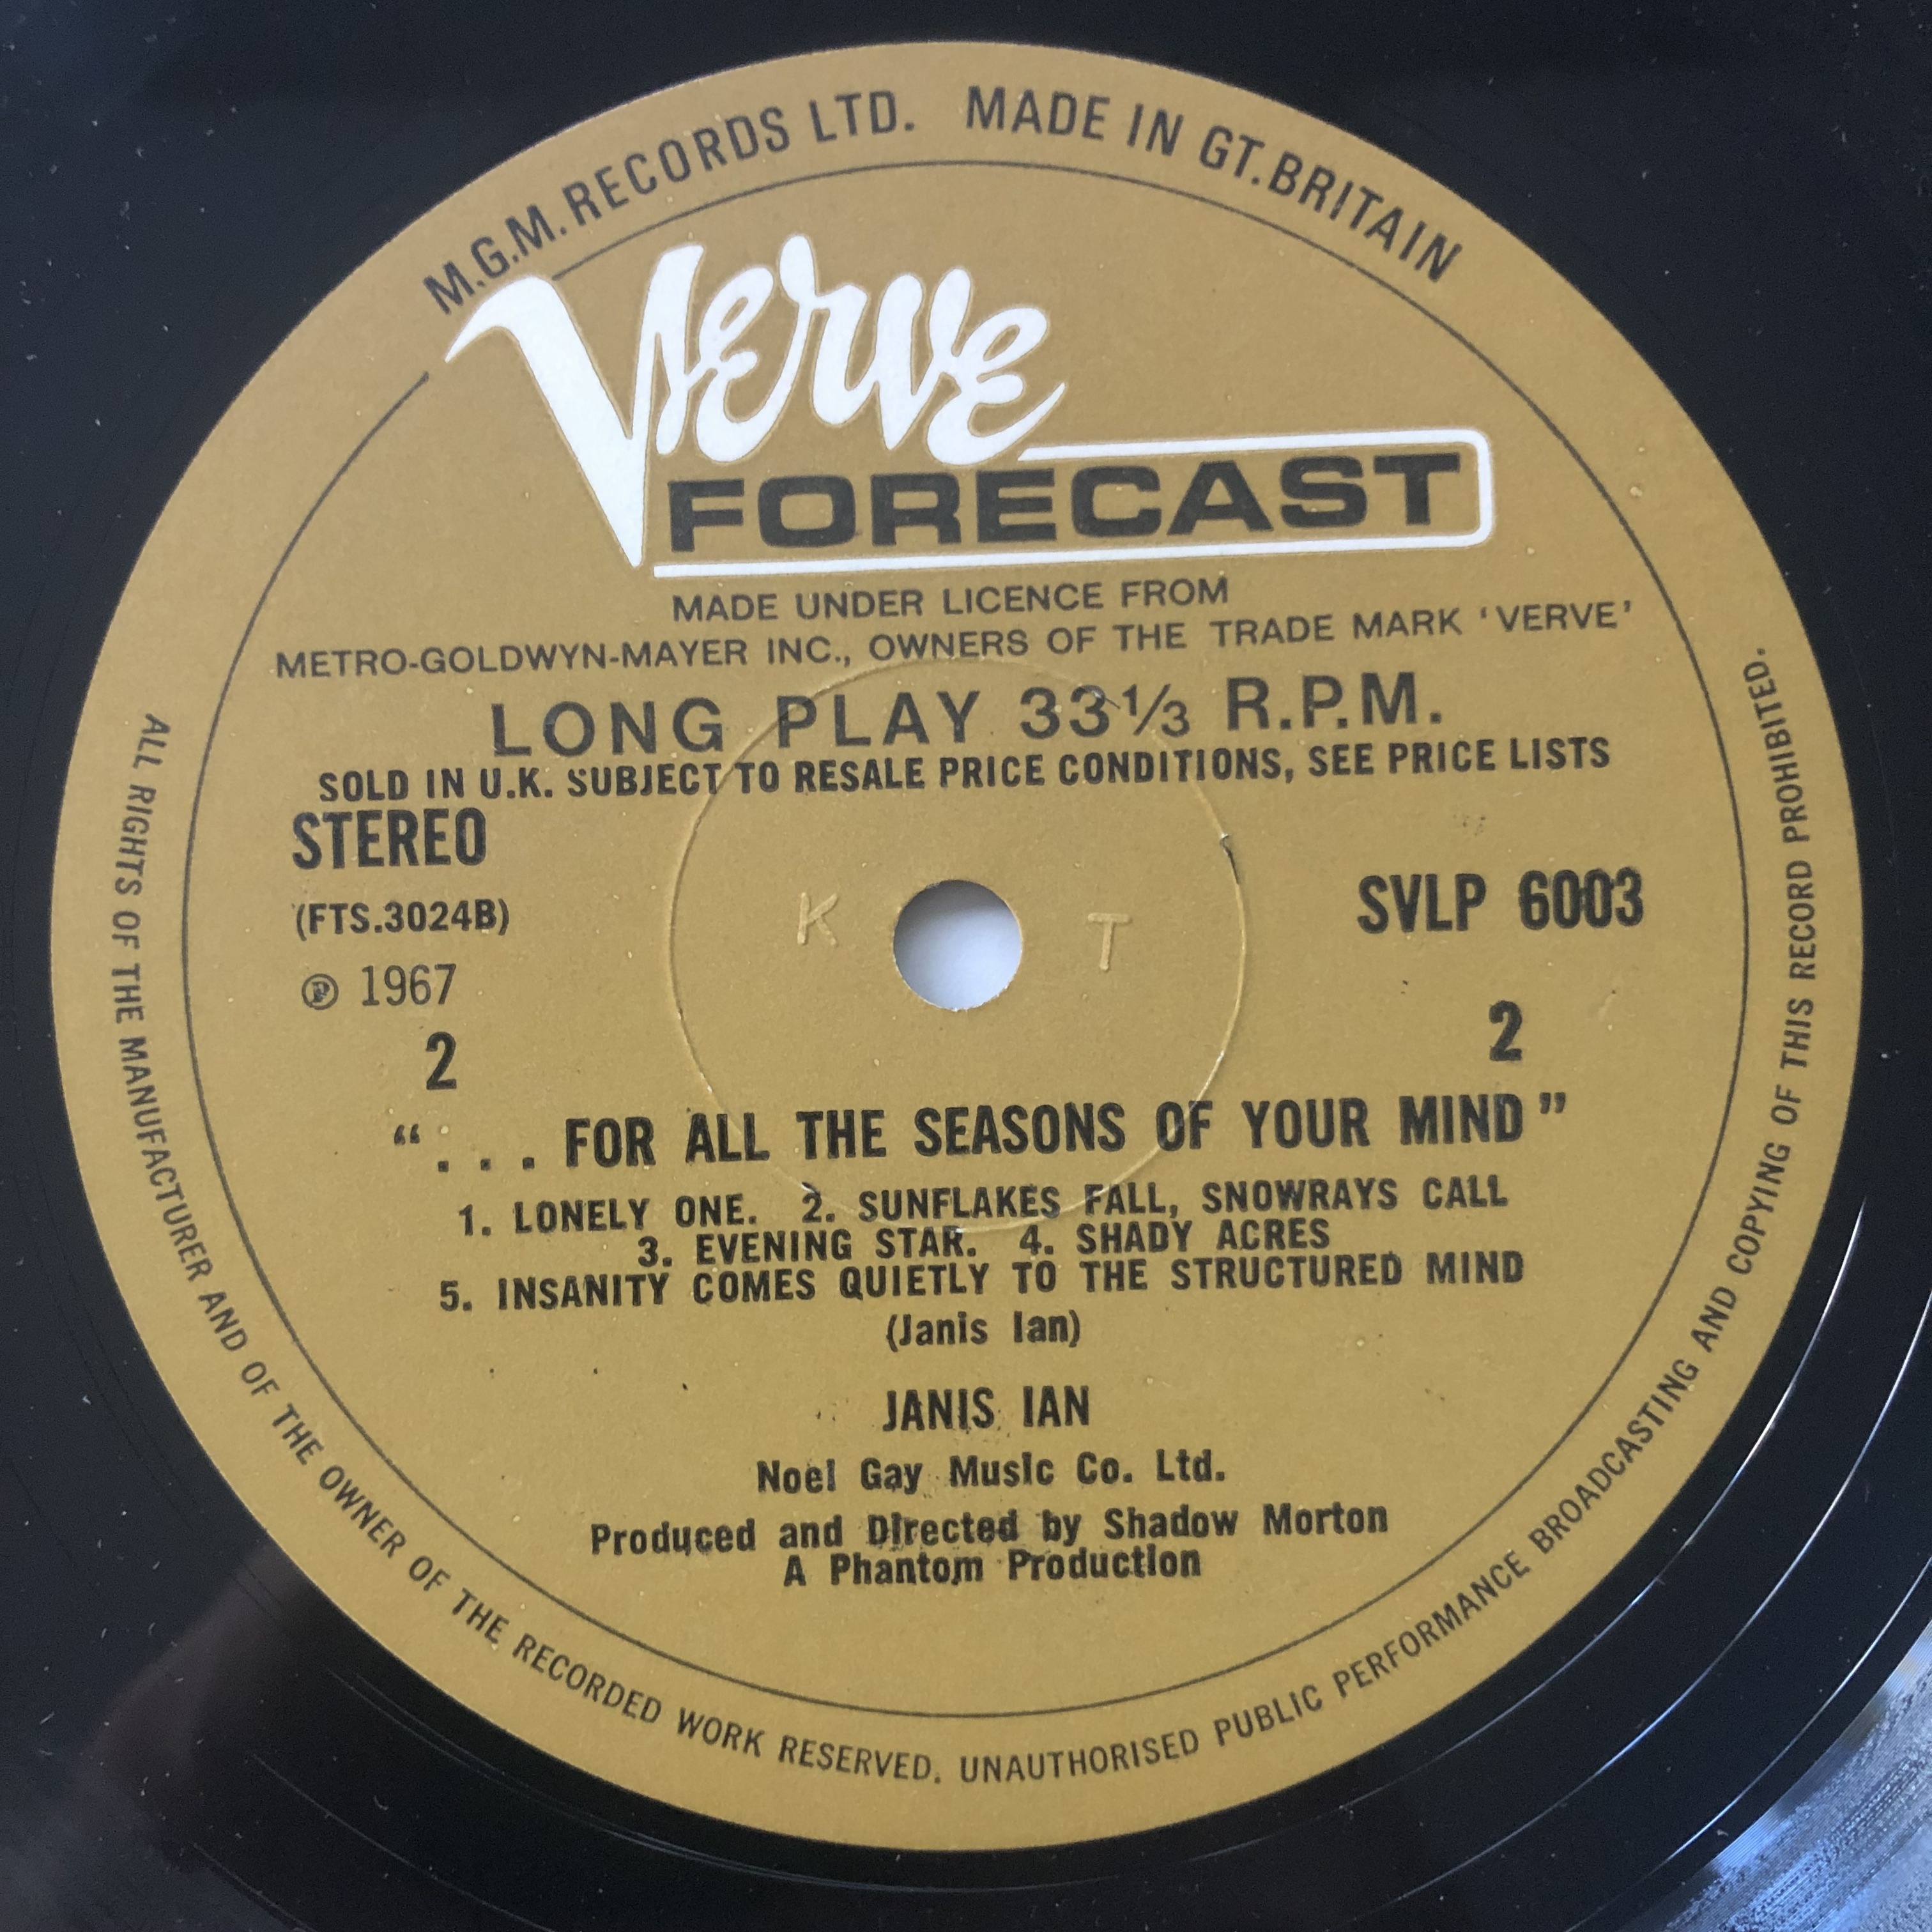 M.G.M. RECORDS LTD. MADE IN GT. BRITAIN
Verve
FORECAST
MADE UNDER LICENCE FROM
METRO-GOLDWYN-MAYER INC., OWNERS OF THE TRADE MARK ‘VERVE’
LONG PLAY 33⅓ R.P.M.
SOLD IN U.K. SUBJECT TO RESALE PRICE CONDITIONS, SEE PRICE LISTS
STEREO
(FTS.3024B)
SVLP 6003
K T
℗ 1967
2 2
“. . . FOR ALL THE SEASONS OF YOUR MIND”
1. LONELY ONE. 2. SUNFLAKES FALL, SNOWRAYS CALL
3. EVENING STAR. 4. SHADY ACRES
5. INSANITY COMES QUIETLY TO THE STRUCTURED MIND
(Janis Ian)
JANIS IAN
Noel Gay Music Co. Ltd.
Produced and Directed by Shadow Morton
A Phantom Production
ALL RIGHTS OF THE MANUFACTURER AND OF THE OWNER OF THE RECORDED WORK RESERVED. UNAUTHORISED PUBLIC PERFORMANCE BROADCASTING AND COPYING OF THIS RECORD PROHIBITED.